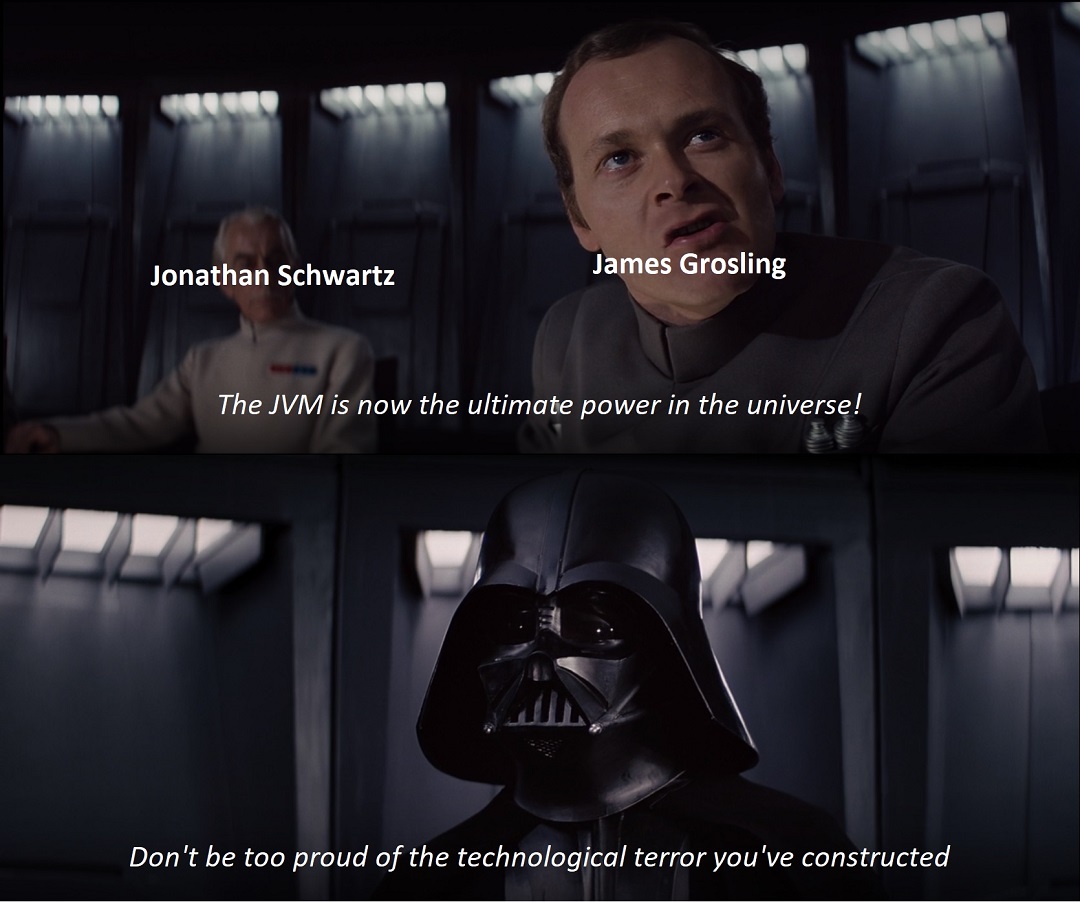 Jonathan Schwartz
James Grosling
The JVM is now the ultimate power in the universe!
Don't be too proud of the technological terror you've constructed